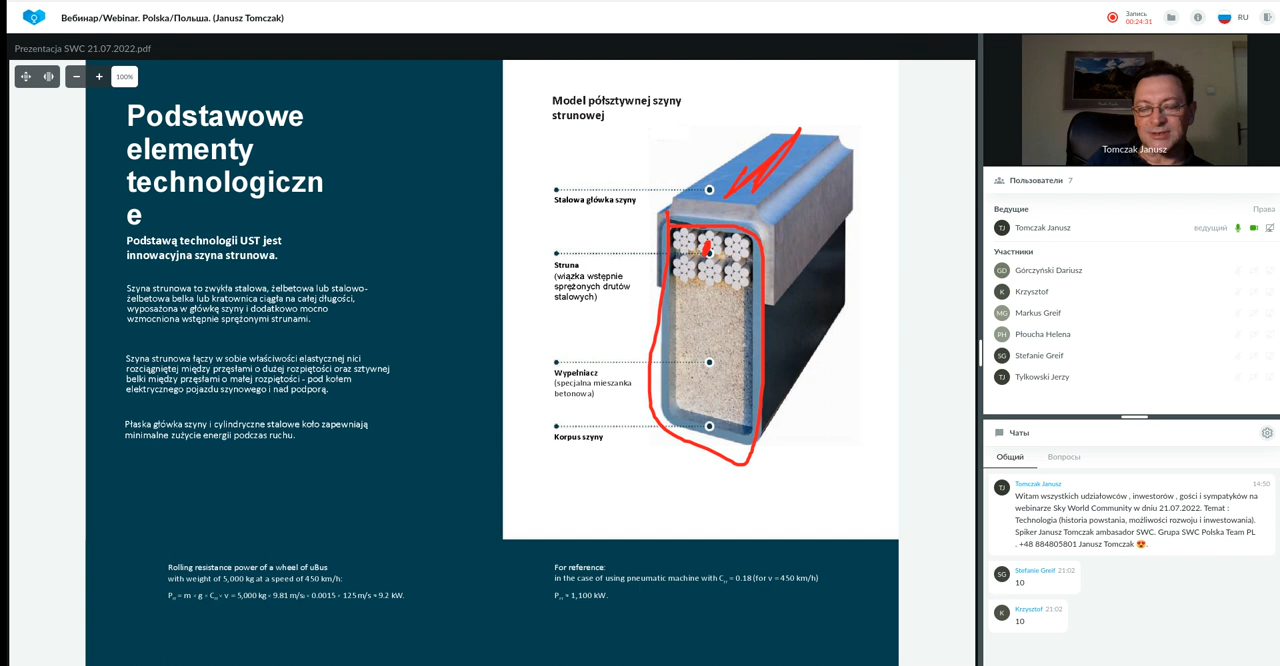 Вебинар/Webinar. Polska/Польша. (Janusz Tomczak)
Запись
00:24:31
RU
Prezentacja SWC 21.07.2022.pdf
100%
Podstawowe
elementy
technologiczn
e
Podstawą technologii UST jest
innowacyjna szyna strunowa.
Szyna strunowa to zwykła stalowa, żelbetowa lub stalowo-
żelbetowa belka lub kratownica ciągła na całej długości,
wyposażona w główkę szyny i dodatkowo mocno
wzmocniona wstępnie sprężonymi strunami.
Szyna strunowa łączy w sobie właściwości elastycznej nici
rozciągniętej między przęsłami o dużej rozpiętości oraz sztywnej
belki między przęsłami o małej rozpiętości - pod kołem
elektrycznego pojazdu szynowego i nad podporą.
Płaska główka szyny i cylindryczne stalowe koło zapewniają
minimalne zużycie energii podczas ruchu.
Model półsztywnej szyny
strunowej
Stalowa główka szyny
Struna
(wiązka wstępnie
sprężonych drutów
stalowych)
Wypełniacz
(specjalna mieszanka
betonowa)
Korpus szyny
Rolling resistance power of a wheel of uBus
with weight of 5,000 kg at a speed of 450 km/h:
For reference:
in the case of using pneumatic machine with Crr = 0.18 (for v = 450 km/h)
Tomczak Janusz
Пользователи 7
Ведущие Права
TJ Tomczak Janusz ведущий
Участники
GD Górczyński Dariusz
K Krzysztof
MG Markus Greif
PH Płoucha Helena
SG Stefanie Greif
TJ Tylkowski Jerzy
Чаты
Общий Вопросы
TJ Tomczak Janusz 14:50
Witam wszystkich udziałowców , inwestorów , gości i sympatyków na
webinarze Sky World Community w dniu 21.07.2022. Temat :
Technologia (historia powstania, możliwości rozwoju i inwestowania).
Spiker Janusz Tomczak ambasador SWC. Grupa SWC Polska Team PL
. +48 884805801 Janusz Tomczak 😍.
SG Stefanie Greif 21:02
10
K Krzysztof 21:02
10